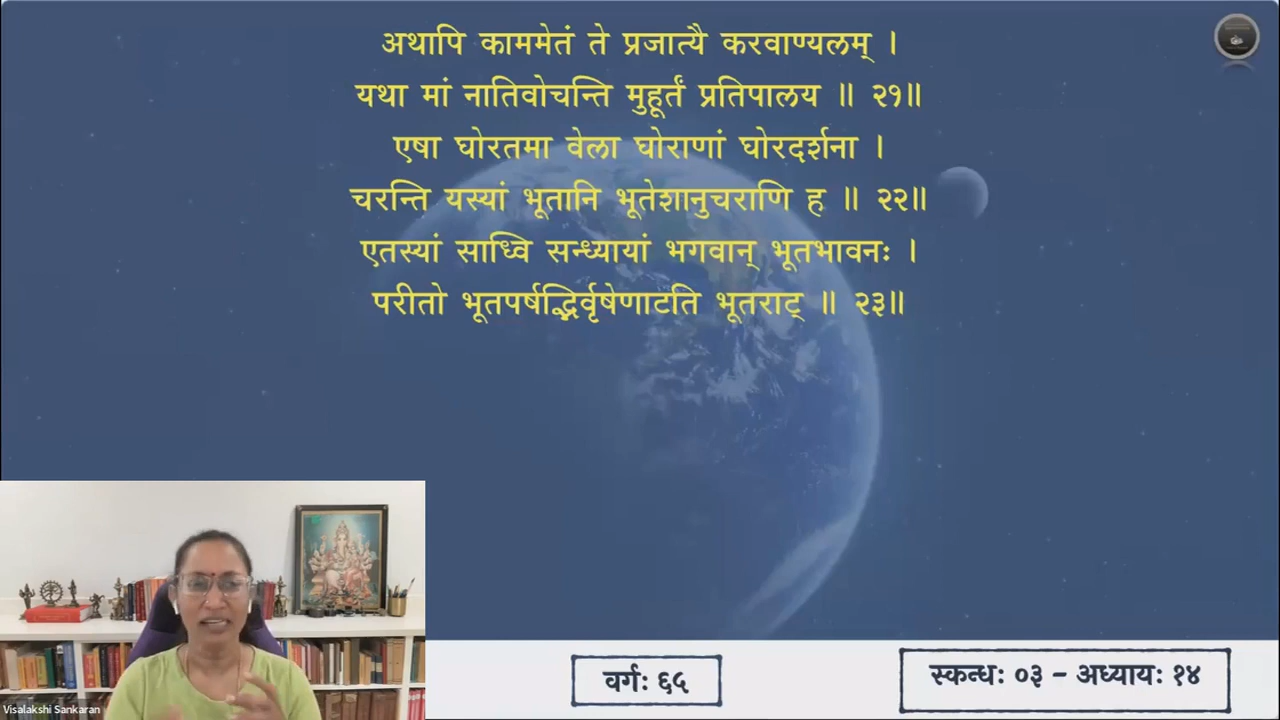 अथापि काममेतं ते प्रजात्यै करवाण्यलम् ।
यथा मां नातिवोचन्ति मुहूर्तं प्रतिपालय ॥ २१॥
एषा घोरतमा वेला घोराणां घोरदर्शना ।
चरन्ति यस्यां भूतानि भूतेशानुचराणि ह ॥ २२॥
एतस्यां साध्वि सन्ध्यायां भगवान् भूतभावनः ।
परीतो भूतपर्षद्भिर्वृषेणाटति भूतराट् ॥ २३॥
Visalakshi Sankaran
वर्गः ६५
स्कन्धः ०३ - अध्यायः १४